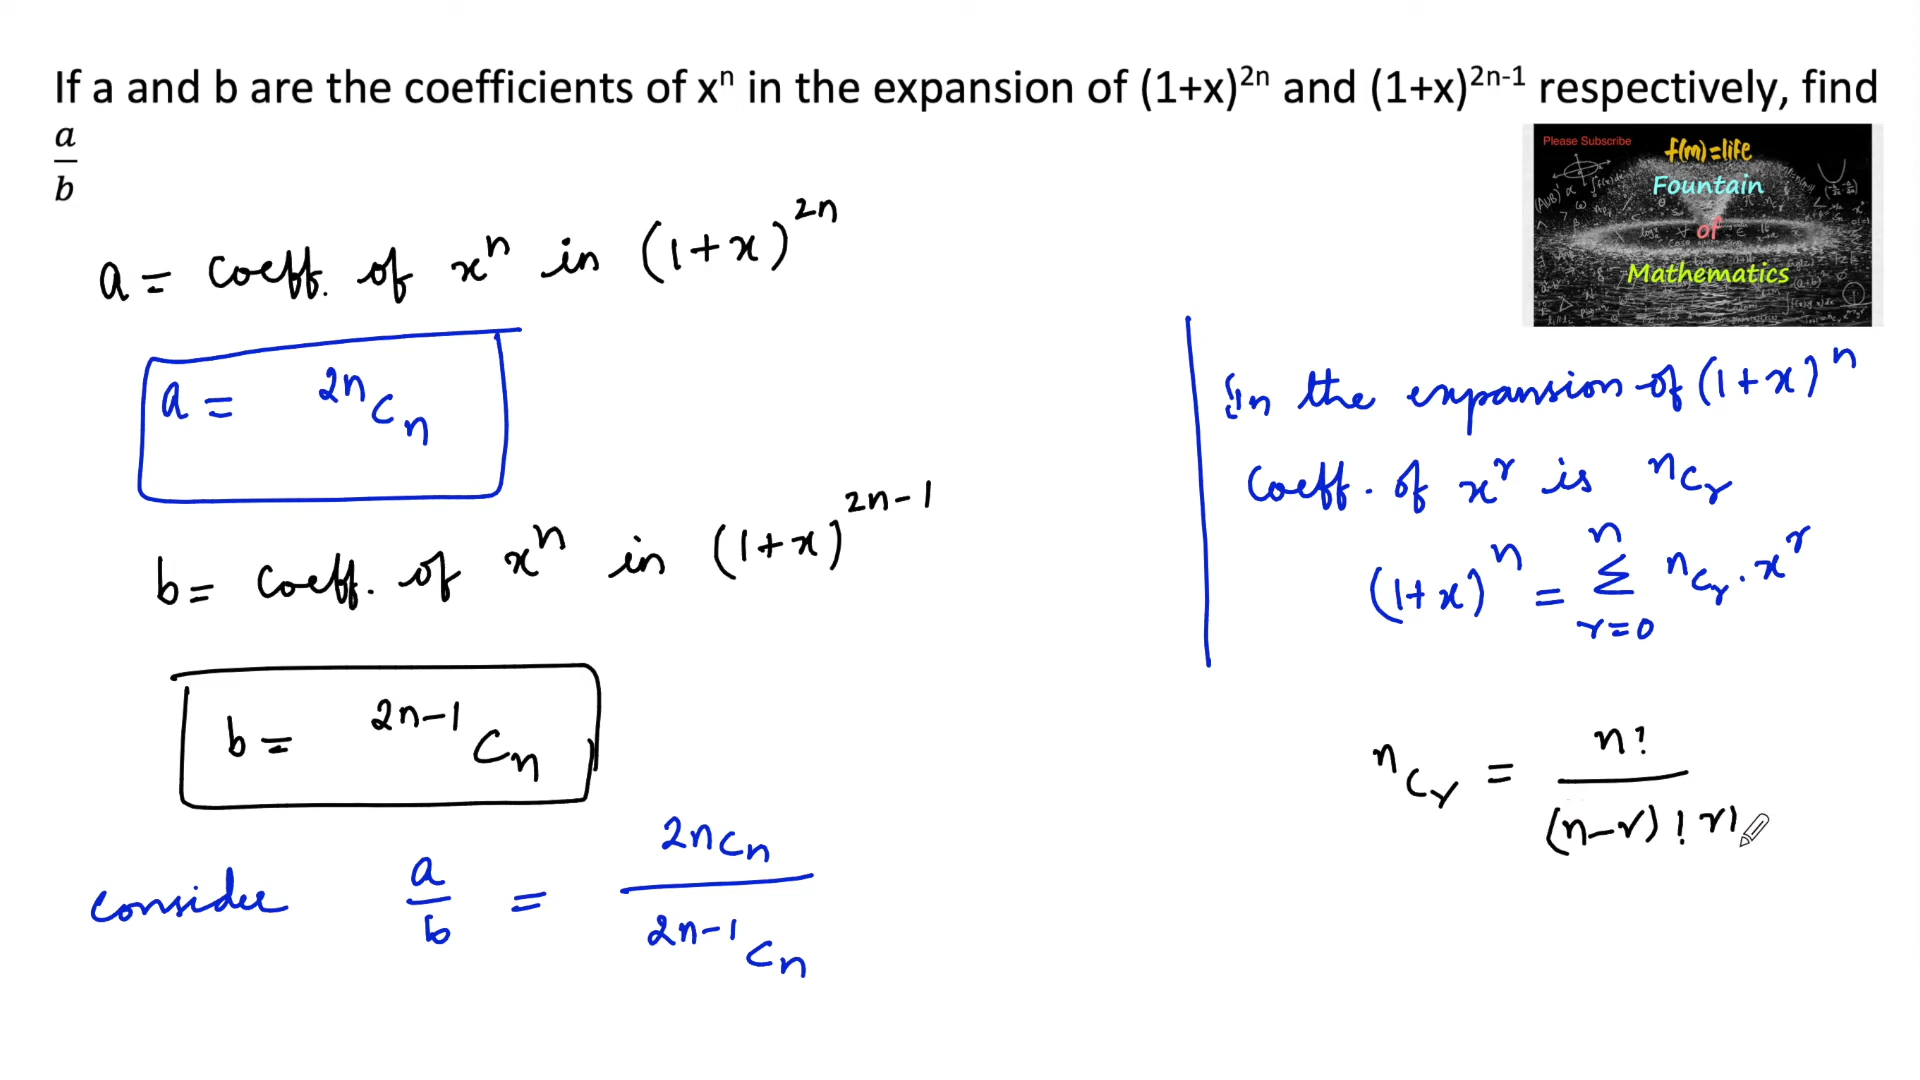 If a and b are the coefficients of xⁿ in the expansion of (1+x)²ⁿ and (1+x)²ⁿ⁻¹ respectively, find
a/b
Please Subscribe
f(m)=life
Fountain
of
Mathematics
a = coeff. of xⁿ in (1+x)²ⁿ
a = ²ⁿCₙ
b = coeff. of xⁿ in (1+x)²ⁿ⁻¹
b = ²ⁿ⁻¹Cₙ
consider a/b = 2nCₙ / ²ⁿ⁻¹Cₙ
In the expansion of (1+x)ⁿ
coeff. of xʳ is ⁿCᵣ
(1+x)ⁿ = Σ_{r=0}^{n} ⁿCᵣ . xʳ
ⁿCᵣ = n! / (n-r)! r!